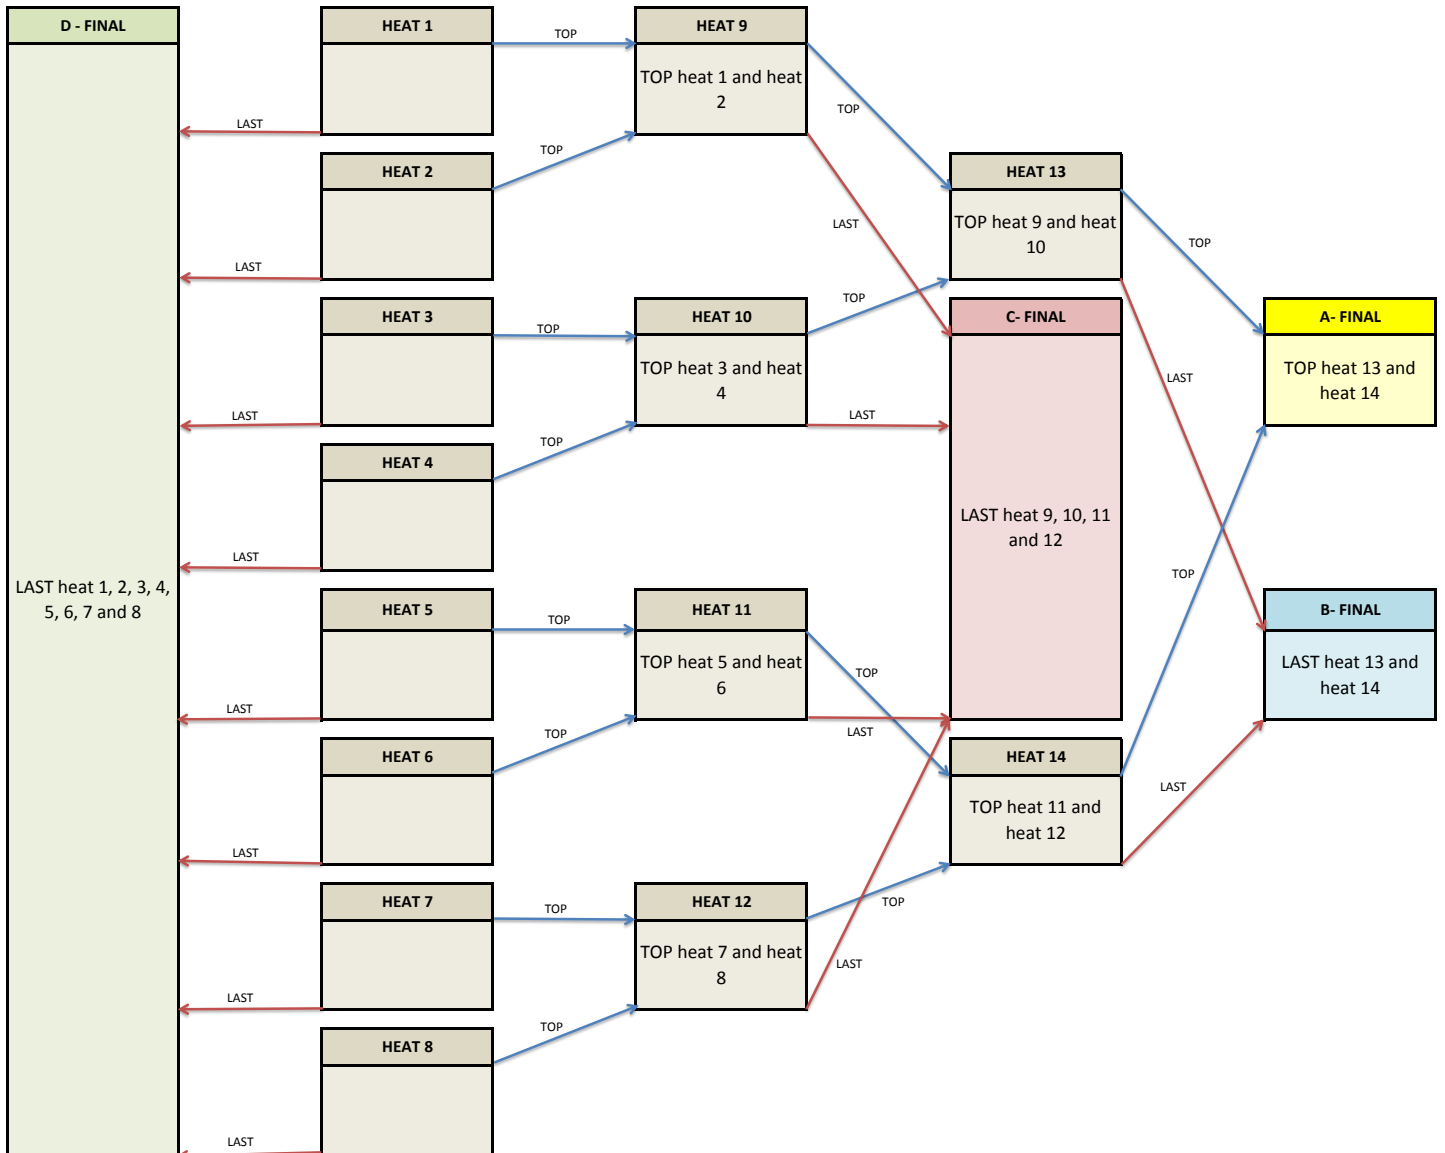 D - FINAL
LAST heat 1, 2, 3, 4,
5, 6, 7 and 8
HEAT 1
HEAT 2
HEAT 3
HEAT 4
HEAT 5
HEAT 6
HEAT 7
HEAT 8
LAST
LAST
LAST
LAST
LAST
LAST
LAST
LAST
TOP
TOP
TOP
TOP
TOP
TOP
TOP
TOP
HEAT 9
TOP heat 1 and heat
2
HEAT 10
TOP heat 3 and heat
4
HEAT 11
TOP heat 5 and heat
6
HEAT 12
TOP heat 7 and heat
8
TOP
LAST
TOP
LAST
TOP
LAST
TOP
LAST
HEAT 13
TOP heat 9 and heat
10
C- FINAL
LAST heat 9, 10, 11
and 12
HEAT 14
TOP heat 11 and
heat 12
TOP
LAST
TOP
LAST
A- FINAL
TOP heat 13 and
heat 14
B- FINAL
LAST heat 13 and
heat 14